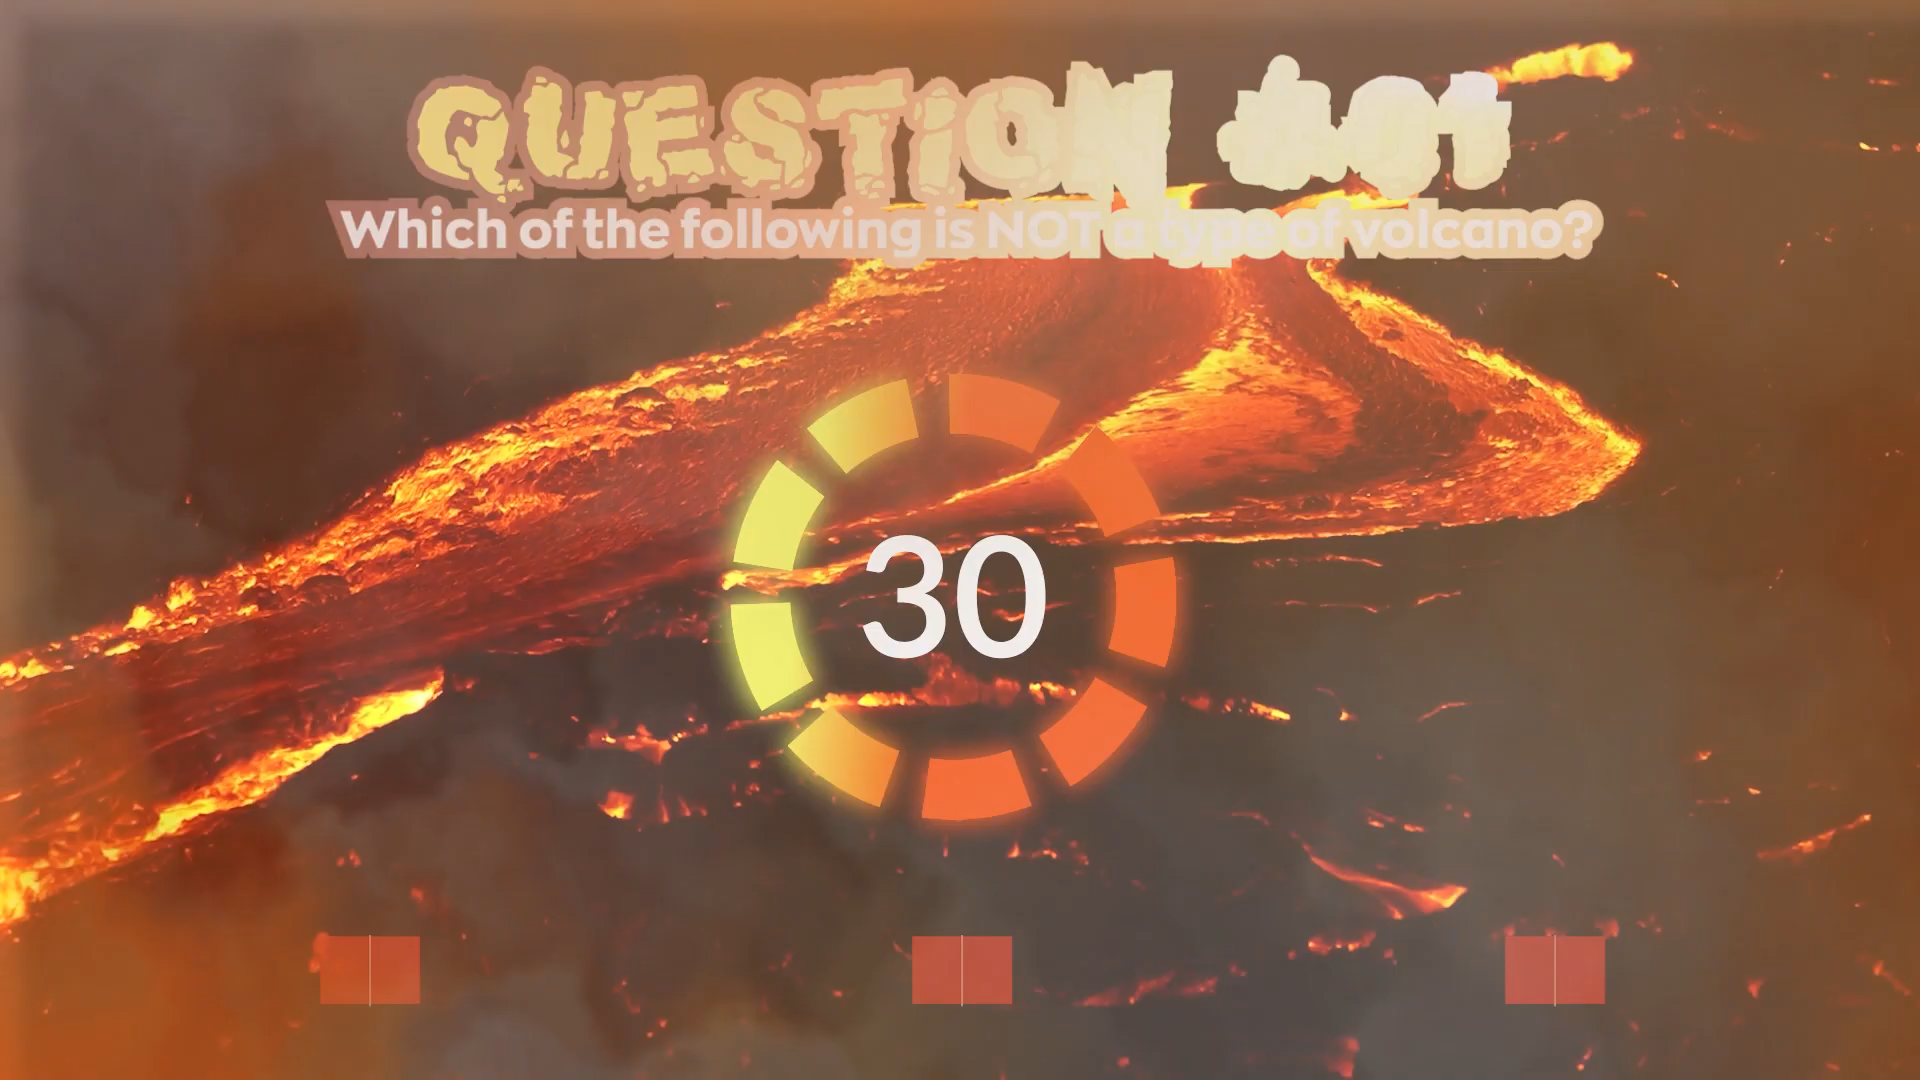 QUESTION #01
Which of the following is NOT a type of volcano?
30